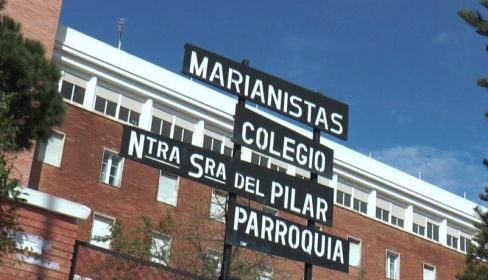 MARIANISTAS
COLEGIO
NTRA SRA DEL PILAR
PARROQUIA